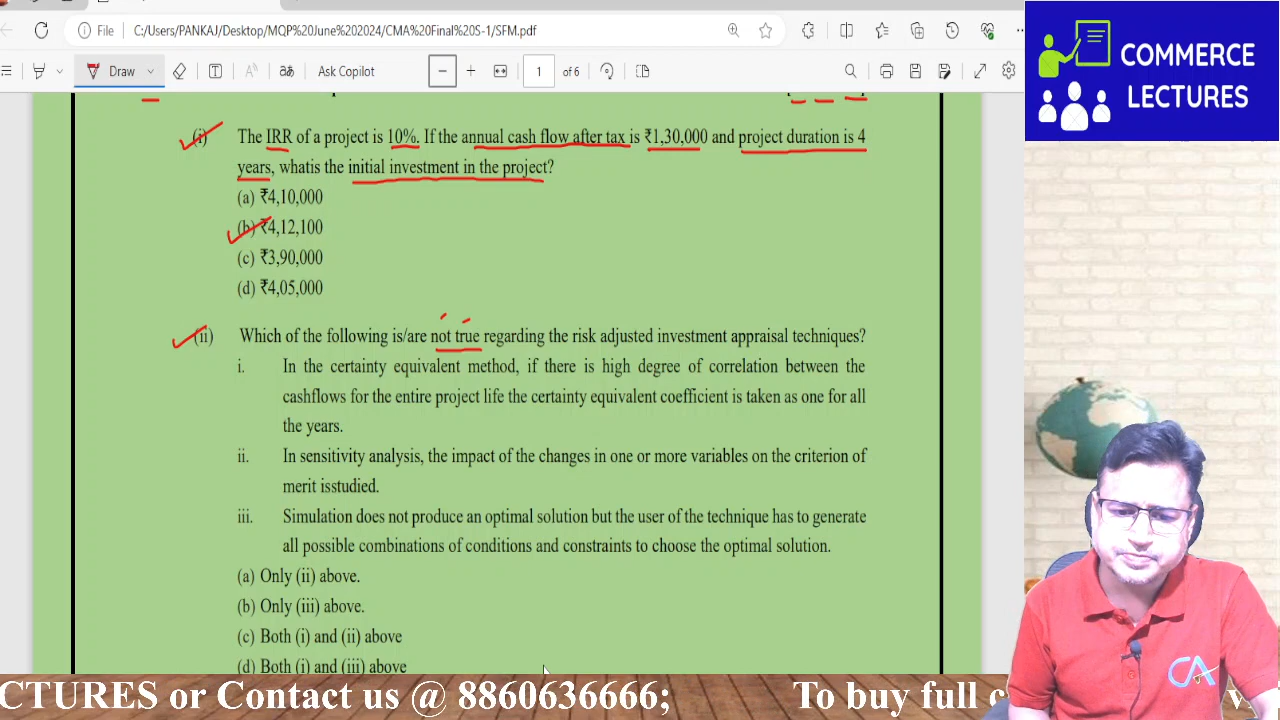 File C:/Users/PANKAJ/Desktop/MQP%20June%202024/CMA%20Final%20S-1/SFM.pdf
Draw Ask Copilot 1 of 6
COMMERCE
LECTURES
(i) The IRR of a project is 10%. If the annual cash flow after tax is ₹1,30,000 and project duration is 4
years, whatis the initial investment in the project?
(a) ₹4,10,000
(b) ₹4,12,100
(c) ₹3,90,000
(d) ₹4,05,000
(ii) Which of the following is/are not true regarding the risk adjusted investment appraisal techniques?
i. In the certainty equivalent method, if there is high degree of correlation between the
cashflows for the entire project life the certainty equivalent coefficient is taken as one for all
the years.
ii. In sensitivity analysis, the impact of the changes in one or more variables on the criterion of
merit isstudied.
iii. Simulation does not produce an optimal solution but the user of the technique has to generate
all possible combinations of conditions and constraints to choose the optimal solution.
(a) Only (ii) above.
(b) Only (iii) above.
(c) Both (i) and (ii) above
(d) Both (i) and (iii) above
CA
CTURES or Contact us @ 8860636666; To buy full c